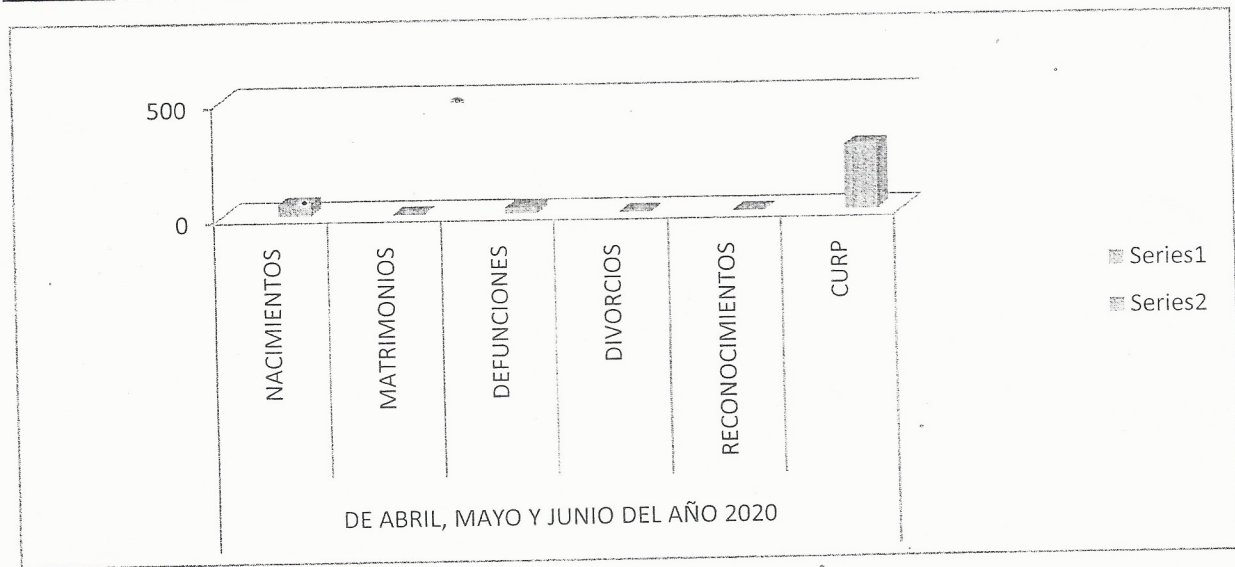 500
0
NACIMIENTOS
MATRIMONIOS
DEFUNCIONES
DIVORCIOS
RECONOCIMIENTOS
CURP
DE ABRIL, MAYO Y JUNIO DEL AÑO 2020
Series1
Series2